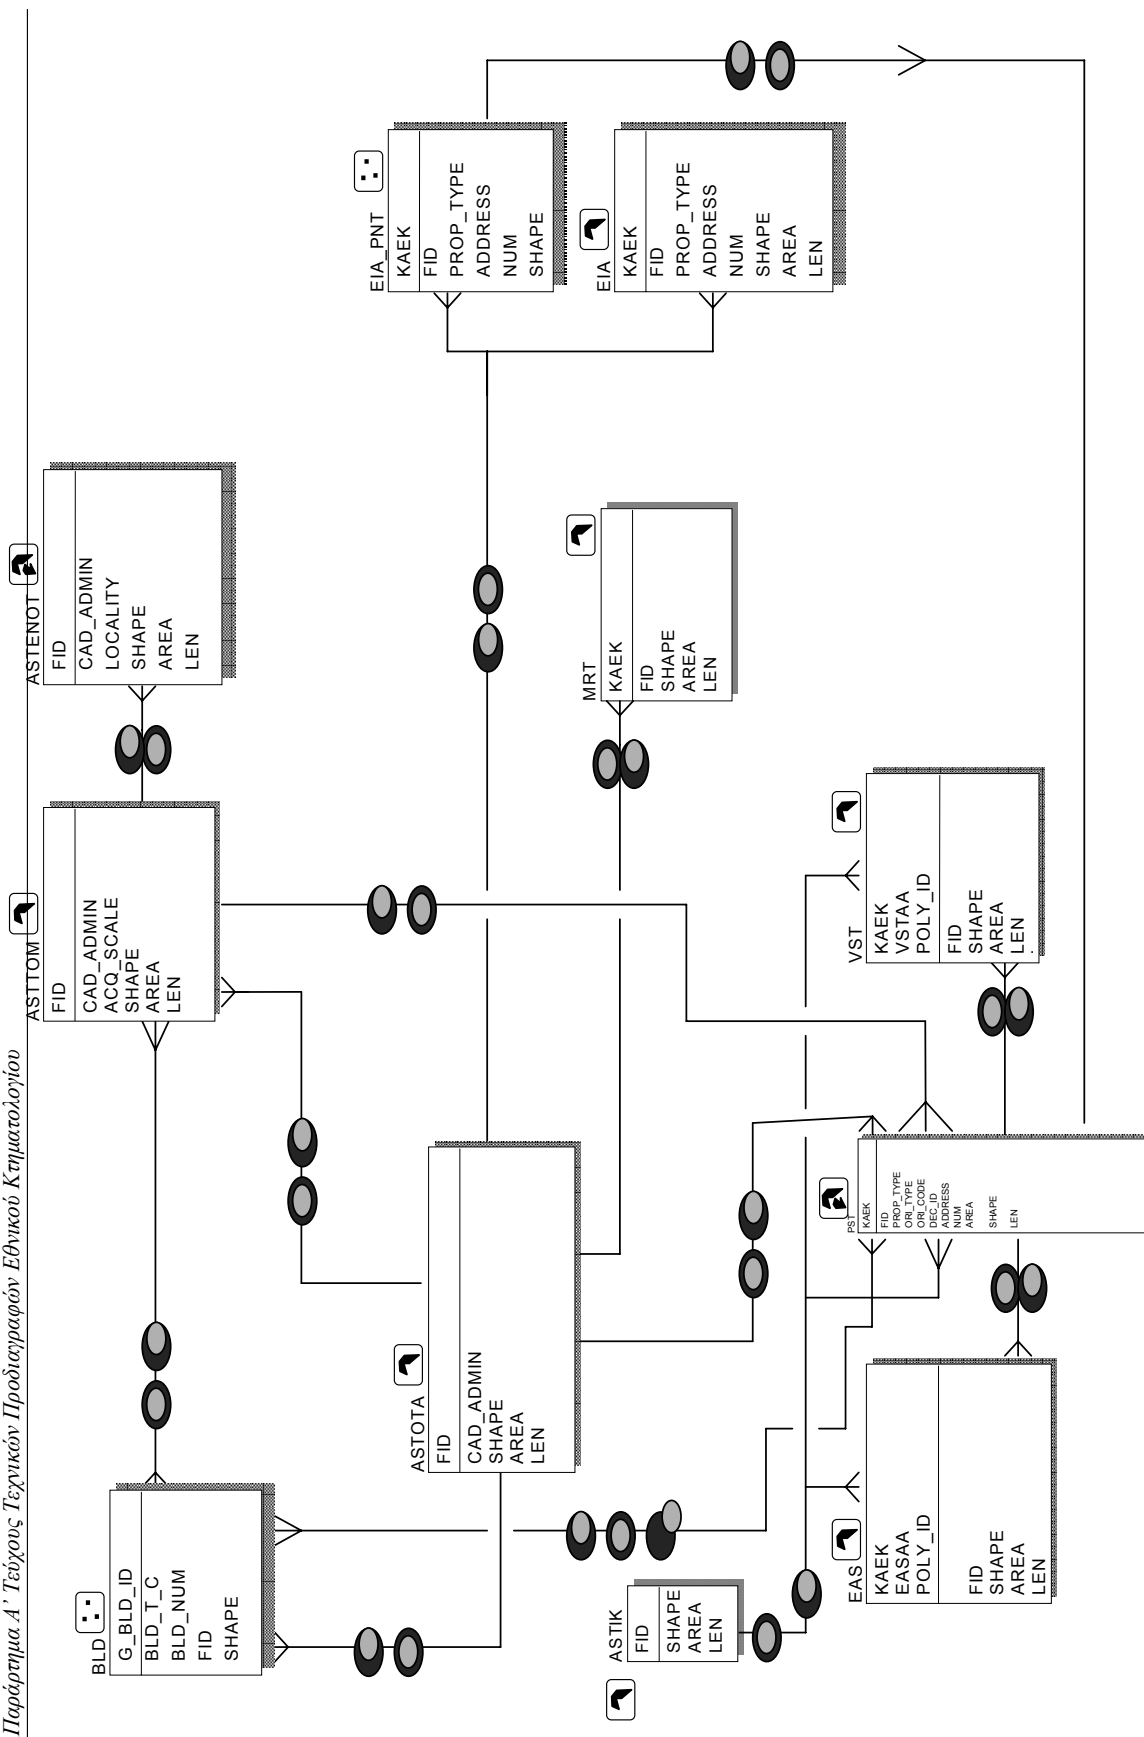 Παράρτημα Α' Τεύχους Τεχνικών Προδιαγραφών Εθνικού Κτηματολογίου
BLD
G_BLD_ID
BLD_T_C
BLD_NUM
FID
SHAPE
ASTTOM
FID
CAD_ADMIN
ACQ_SCALE
SHAPE
AREA
LEN
ASTENOT
FID
CAD_ADMIN
LOCALITY
SHAPE
AREA
LEN
ASTOTA
FID
CAD_ADMIN
SHAPE
AREA
LEN
EIA_PNT
KAEK
FID
PROP_TYPE
ADDRESS
NUM
SHAPE
EIA
KAEK
FID
PROP_TYPE
ADDRESS
NUM
SHAPE
AREA
LEN
MRT
KAEK
FID
SHAPE
AREA
LEN
ASTIK
FID
SHAPE
AREA
LEN
EAS
KAEK
EASAA
POLY_ID
FID
SHAPE
AREA
LEN
PST
KAEK
FID
PROP_TYPE
ORI_TYPE
ORI_CODE
DEC_ID
ADDRESS
NUM
AREA
SHAPE
LEN
VST
KAEK
VSTAA
POLY_ID
FID
SHAPE
AREA
LEN